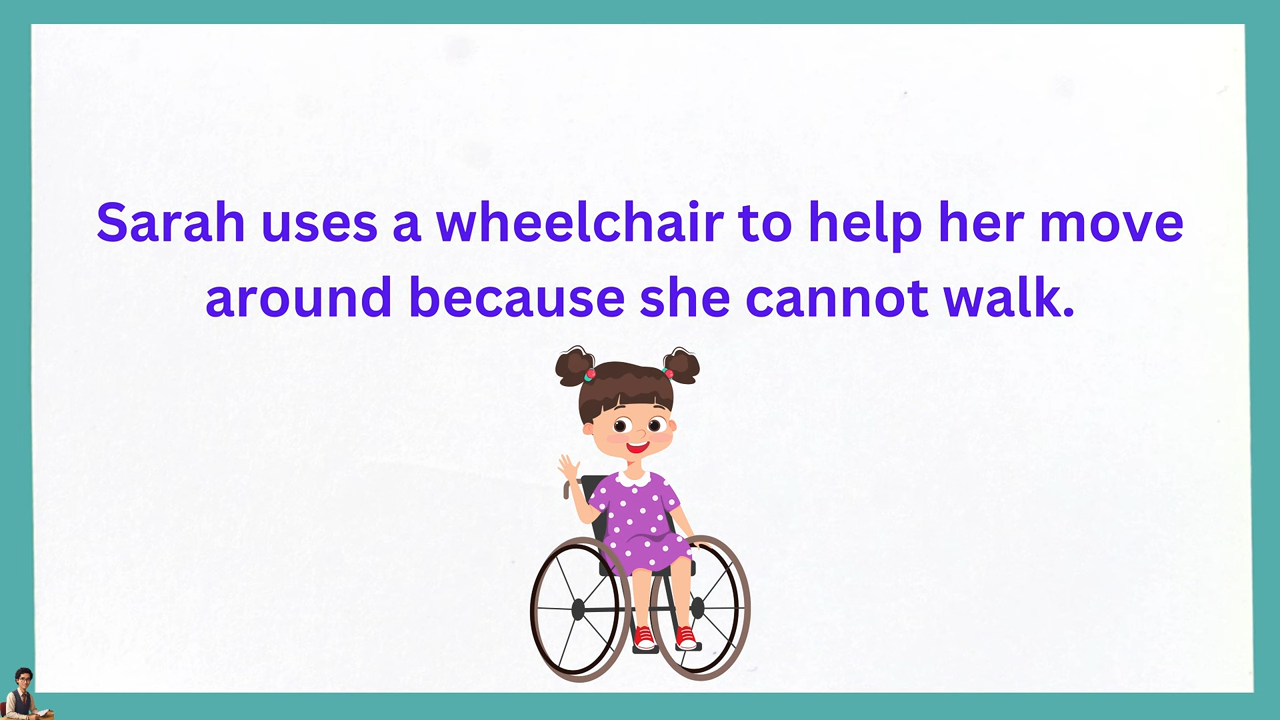 Sarah uses a wheelchair to help her move
around because she cannot walk.